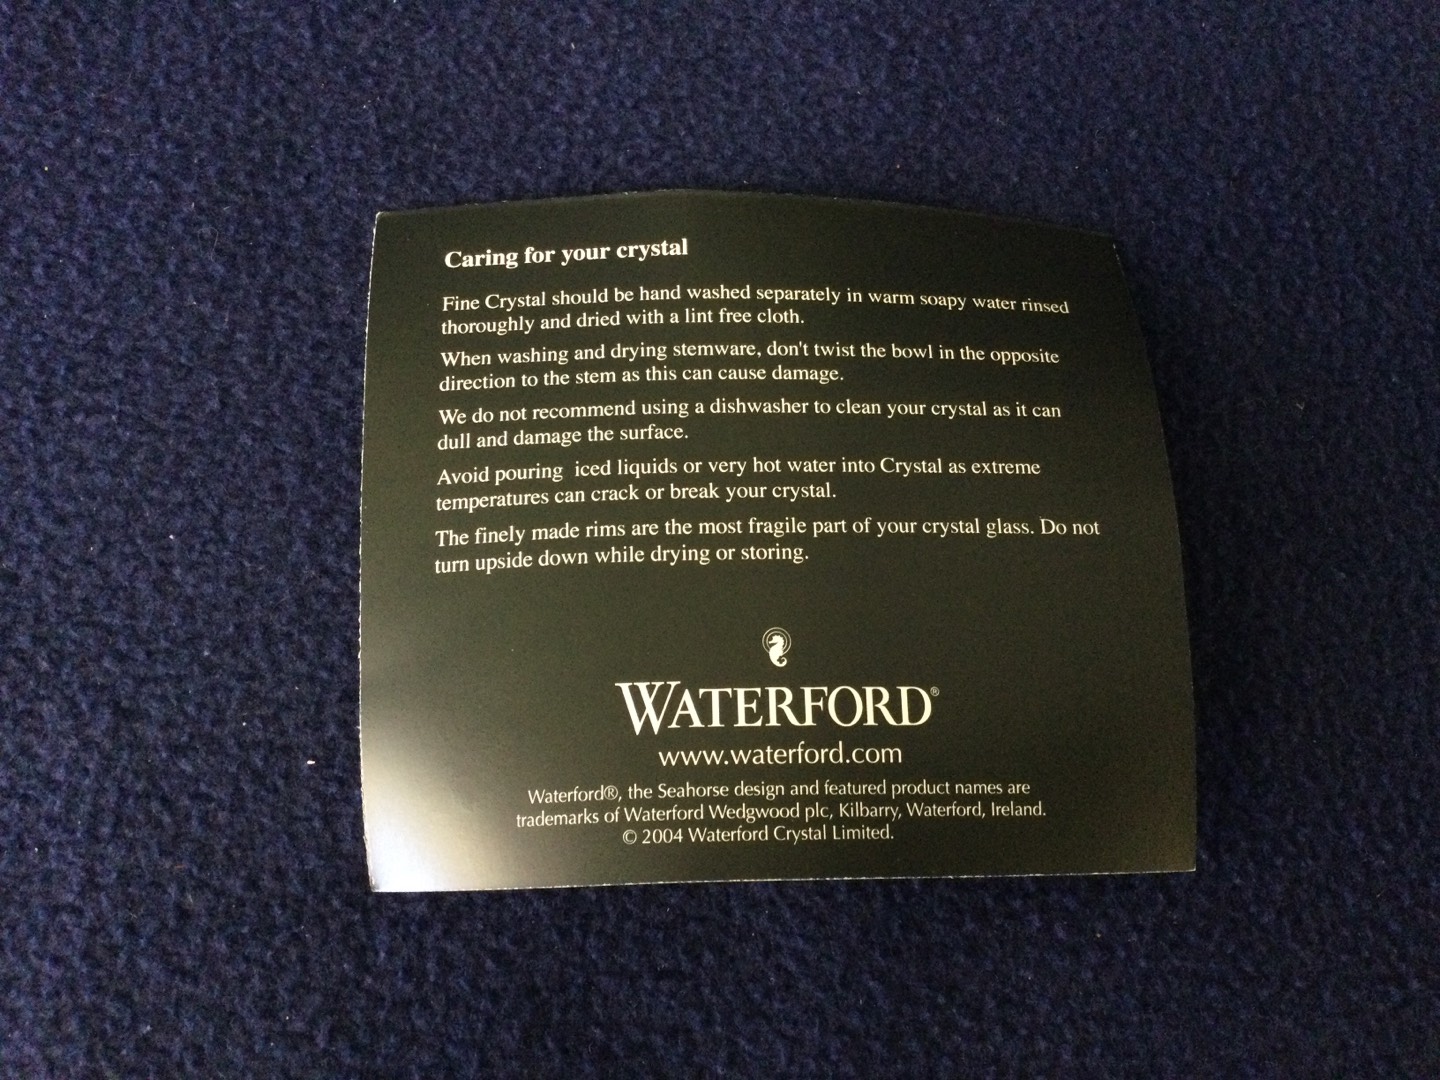 Caring for your crystal
Fine Crystal should be hand washed separately in warm soapy water rinsed
thoroughly and dried with a lint free cloth.
When washing and drying stemware, don't twist the bowl in the opposite
direction to the stem as this can cause damage.
We do not recommend using a dishwasher to clean your crystal as it can
dull and damage the surface.
Avoid pouring iced liquids or very hot water into Crystal as extreme
temperatures can crack or break your crystal.
The finely made rims are the most fragile part of your crystal glass. Do not
turn upside down while drying or storing.
WATERFORD®
www.waterford.com
Waterford®, the Seahorse design and featured product names are
trademarks of Waterford Wedgwood plc, Kilbarry, Waterford, Ireland.
© 2004 Waterford Crystal Limited.